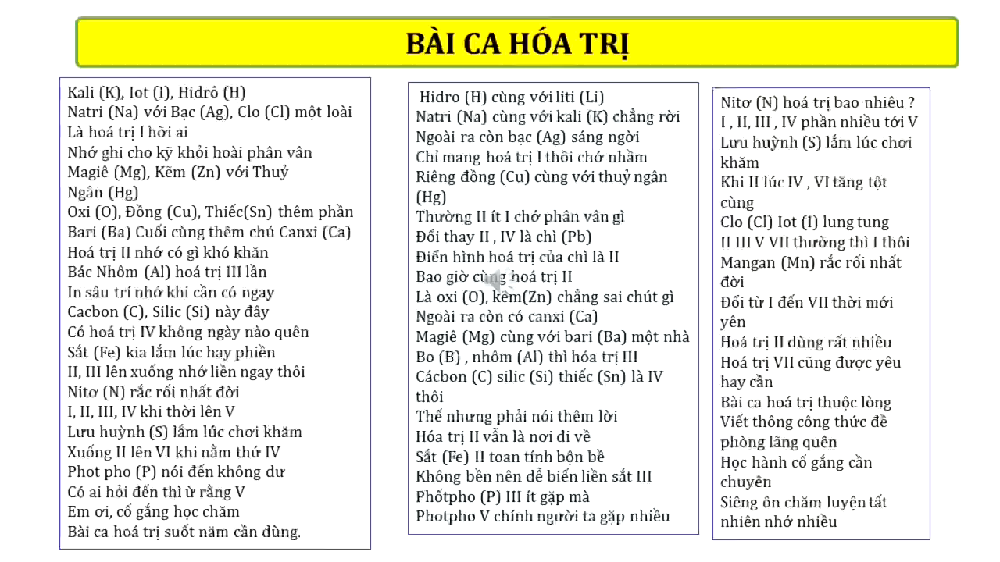 BÀI CA HÓA TRỊ
Kali (K), Iot (I), Hidrô (H)
Natri (Na) với Bạc (Ag), Clo (Cl) một loài
Là hoá trị I hỡi ai
Nhớ ghi cho kỹ khỏi hoài phân vân
Magiê (Mg), Kẽm (Zn) với Thuỷ
Ngân (Hg)
Oxi (O), Đồng (Cu), Thiếc(Sn) thêm phần
Bari (Ba) Cuối cùng thêm chú Canxi (Ca)
Hoá trị II nhớ có gì khó khăn
Bác Nhôm (Al) hoá trị III lần
In sâu trí nhớ khi cần có ngay
Cacbon (C), Silic (Si) này đây
Có hoá trị IV không ngày nào quên
Sắt (Fe) kia lắm lúc hay phiền
II, III lên xuống nhớ liền ngay thôi
Nitơ (N) rắc rối nhất đời
I, II, III, IV khi thời lên V
Lưu huỳnh (S) lắm lúc chơi khăm
Xuống II lên VI khi nằm thứ IV
Phot pho (P) nói đến không dư
Có ai hỏi đến thì ừ rằng V
Em ơi, cố gắng học chăm
Bài ca hoá trị suốt năm cần dùng.
Hidro (H) cùng với liti (Li)
Natri (Na) cùng với kali (K) chẳng rời
Ngoài ra còn bạc (Ag) sáng ngời
Chỉ mang hoá trị I thôi chớ nhầm
Riêng đồng (Cu) cùng với thuỷ ngân
(Hg)
Thường II ít I chớ phân vân gì
Đổi thay II , IV là chì (Pb)
Điển hình hoá trị của chì là II
Bao giờ cùng hoá trị II
Là oxi (O), kẽm(Zn) chẳng sai chút gì
Ngoài ra còn có canxi (Ca)
Magiê (Mg) cùng với bari (Ba) một nhà
Bo (B) , nhôm (Al) thì hóa trị III
Cácbon (C) silic (Si) thiếc (Sn) là IV
thôi
Thế nhưng phải nói thêm lời
Hóa trị II vẫn là nơi đi về
Sắt (Fe) II toan tính bộn bề
Không bền nên dễ biến liền sắt III
Phốtpho (P) III ít gặp mà
Photpho V chính người ta gặp nhiều
Nitơ (N) hoá trị bao nhiêu ?
I , II, III , IV phần nhiều tới V
Lưu huỳnh (S) lắm lúc chơi
khăm
Khi II lúc IV , VI tăng tột
cùng
Clo (Cl) Iot (I) lung tung
II III V VII thường thì I thôi
Mangan (Mn) rắc rối nhất
đời
Đổi từ I đến VII thời mới
yên
Hoá trị II dùng rất nhiều
Hoá trị VII cũng được yêu
hay cần
Bài ca hoá trị thuộc lòng
Viết thông công thức đề
phòng lãng quên
Học hành cố gắng cần
chuyên
Siêng ôn chăm luyện tất
nhiên nhớ nhiều